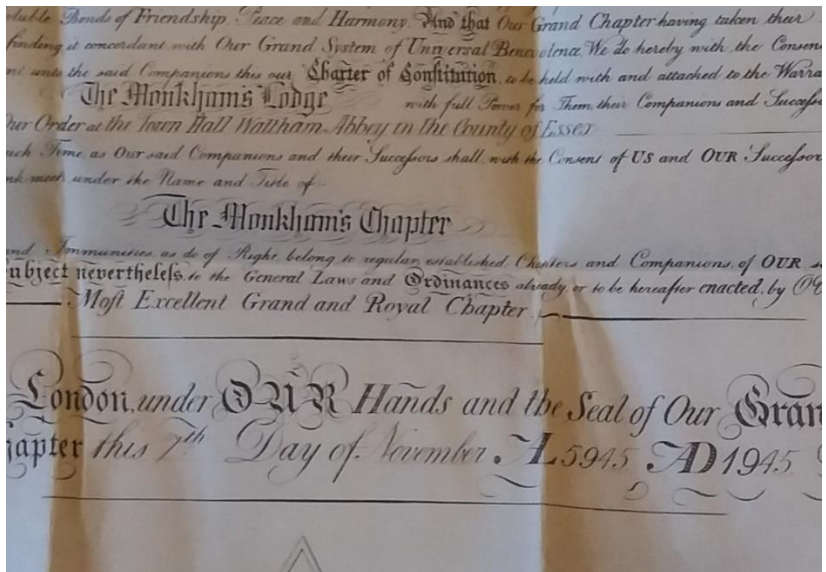 Bonds of Friendship, Peace and Harmony. And that Our Grand Chapter having taken their
finding it concordant with Our Grand System of Universal Benevolence, We do hereby with the Consen
unto the said Companions this our Charter of Constitution, to be held with and attached to the Warra
The Monkham's Lodge with full Power for Them, their Companions and Succeſso
Our Order at the Town Hall Waltham Abbey in the County of Essex
uch Time as Our said Companions and their Succeſsors shall, with the Consent of US and OUR Succeſsor
meet, under the Name and Title of
The Monkham's Chapter
and Immunities, as do of Right, belong to regular, established Chapters and Companions, of OUR s
ubject nevertheleſs, to the General Laws and Ordinances already, or to be hereafter enacted, by
Moſt Excellent Grand and Royal Chapter.
London, under OUR Hands and the Seal of Our Gran
hapter this 7th Day of November AL 5945 AD 1945